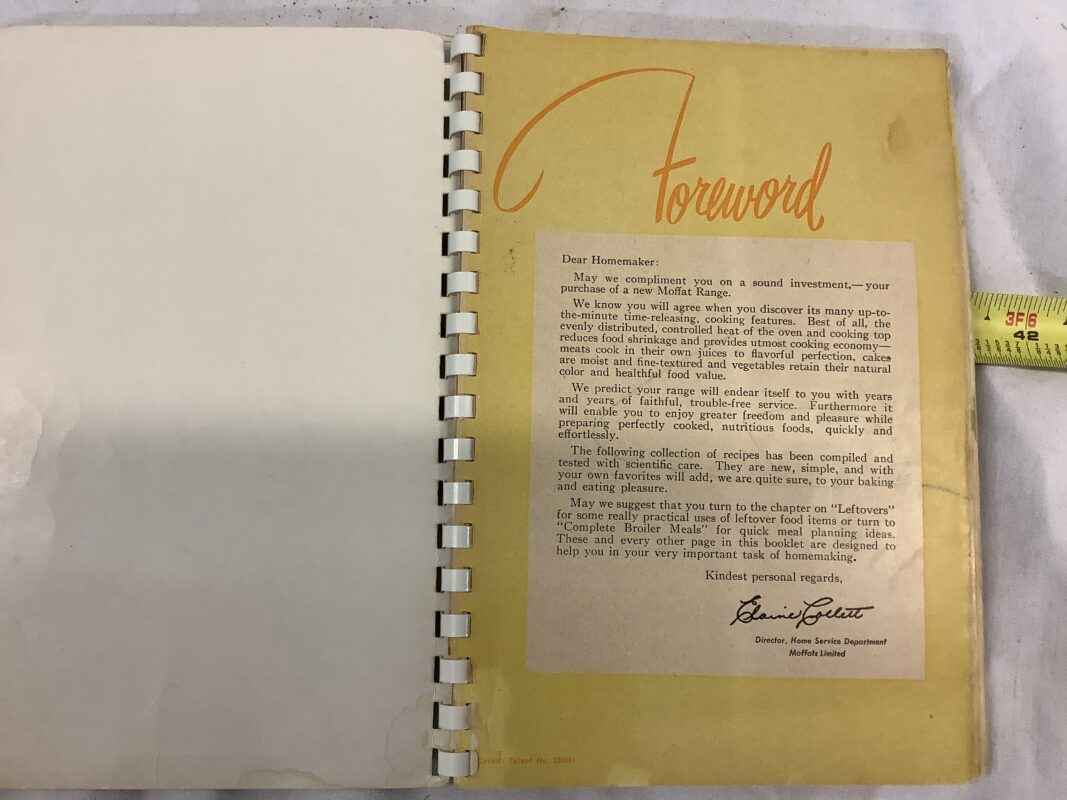 Foreword
Dear Homemaker:
May we compliment you on a sound investment,—your
purchase of a new Moffat Range.
We know you will agree when you discover its many up-to-
the-minute time-releasing, cooking features. Best of all, the
evenly distributed, controlled heat of the oven and cooking top
reduces food shrinkage and provides utmost cooking economy—
meats cook in their own juices to flavorful perfection, cakes
are moist and fine-textured and vegetables retain their natural
color and healthful food value.
We predict your range will endear itself to you with years
and years of faithful, trouble-free service. Furthermore it
will enable you to enjoy greater freedom and pleasure while
preparing perfectly cooked, nutritious foods, quickly and
effortlessly.
The following collection of recipes has been compiled and
tested with scientific care. They are new, simple, and with
your own favorites will add, we are quite sure, to your baking
and eating pleasure.
May we suggest that you turn to the chapter on "Leftovers"
for some really practical uses of leftover food items or turn to
"Complete Broiler Meals" for quick meal planning ideas.
These and every other page in this booklet are designed to
help you in your very important task of homemaking.
Kindest personal regards,
Elaine Collett
Director, Home Service Department
Moffats Limited
3F/6
42